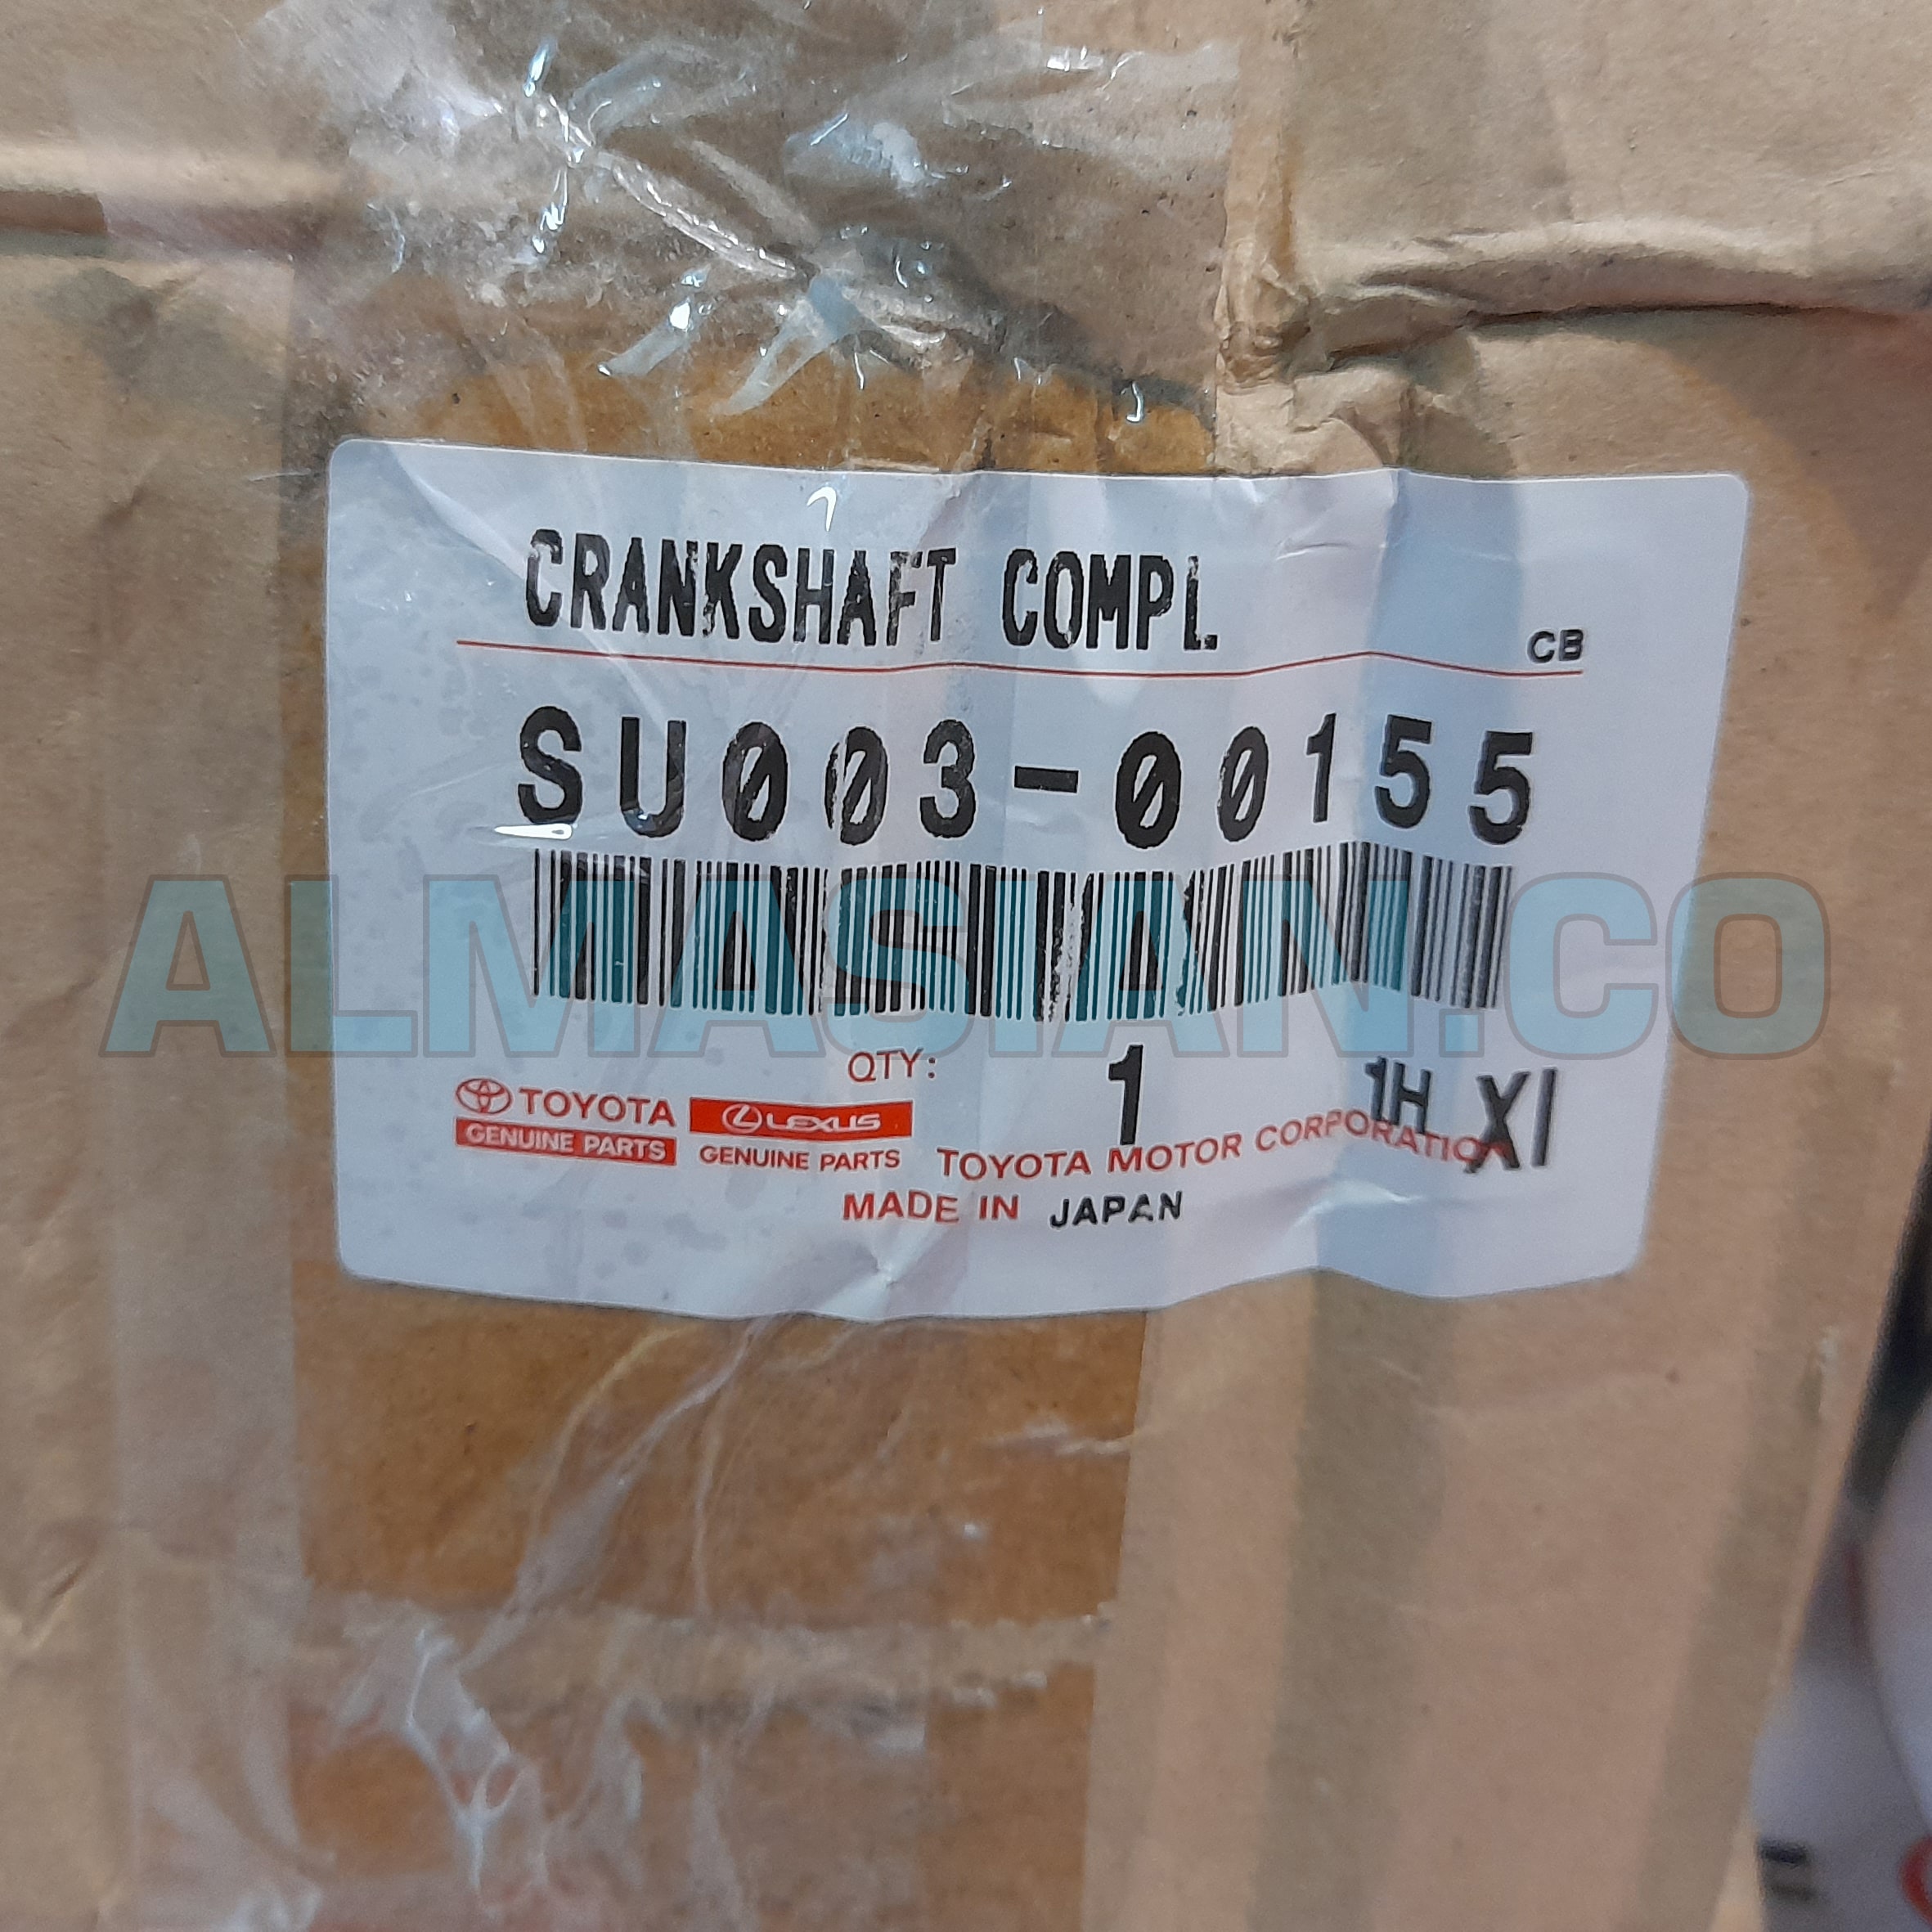 CRANKSHAFT COMPL
CB
SU003-00155
ALMASIAN.CO
QTY: 1 1H XI
TOYOTA LEXUS
GENUINE PARTS GENUINE PARTS TOYOTA MOTOR CORPORATION
MADE IN JAPAN